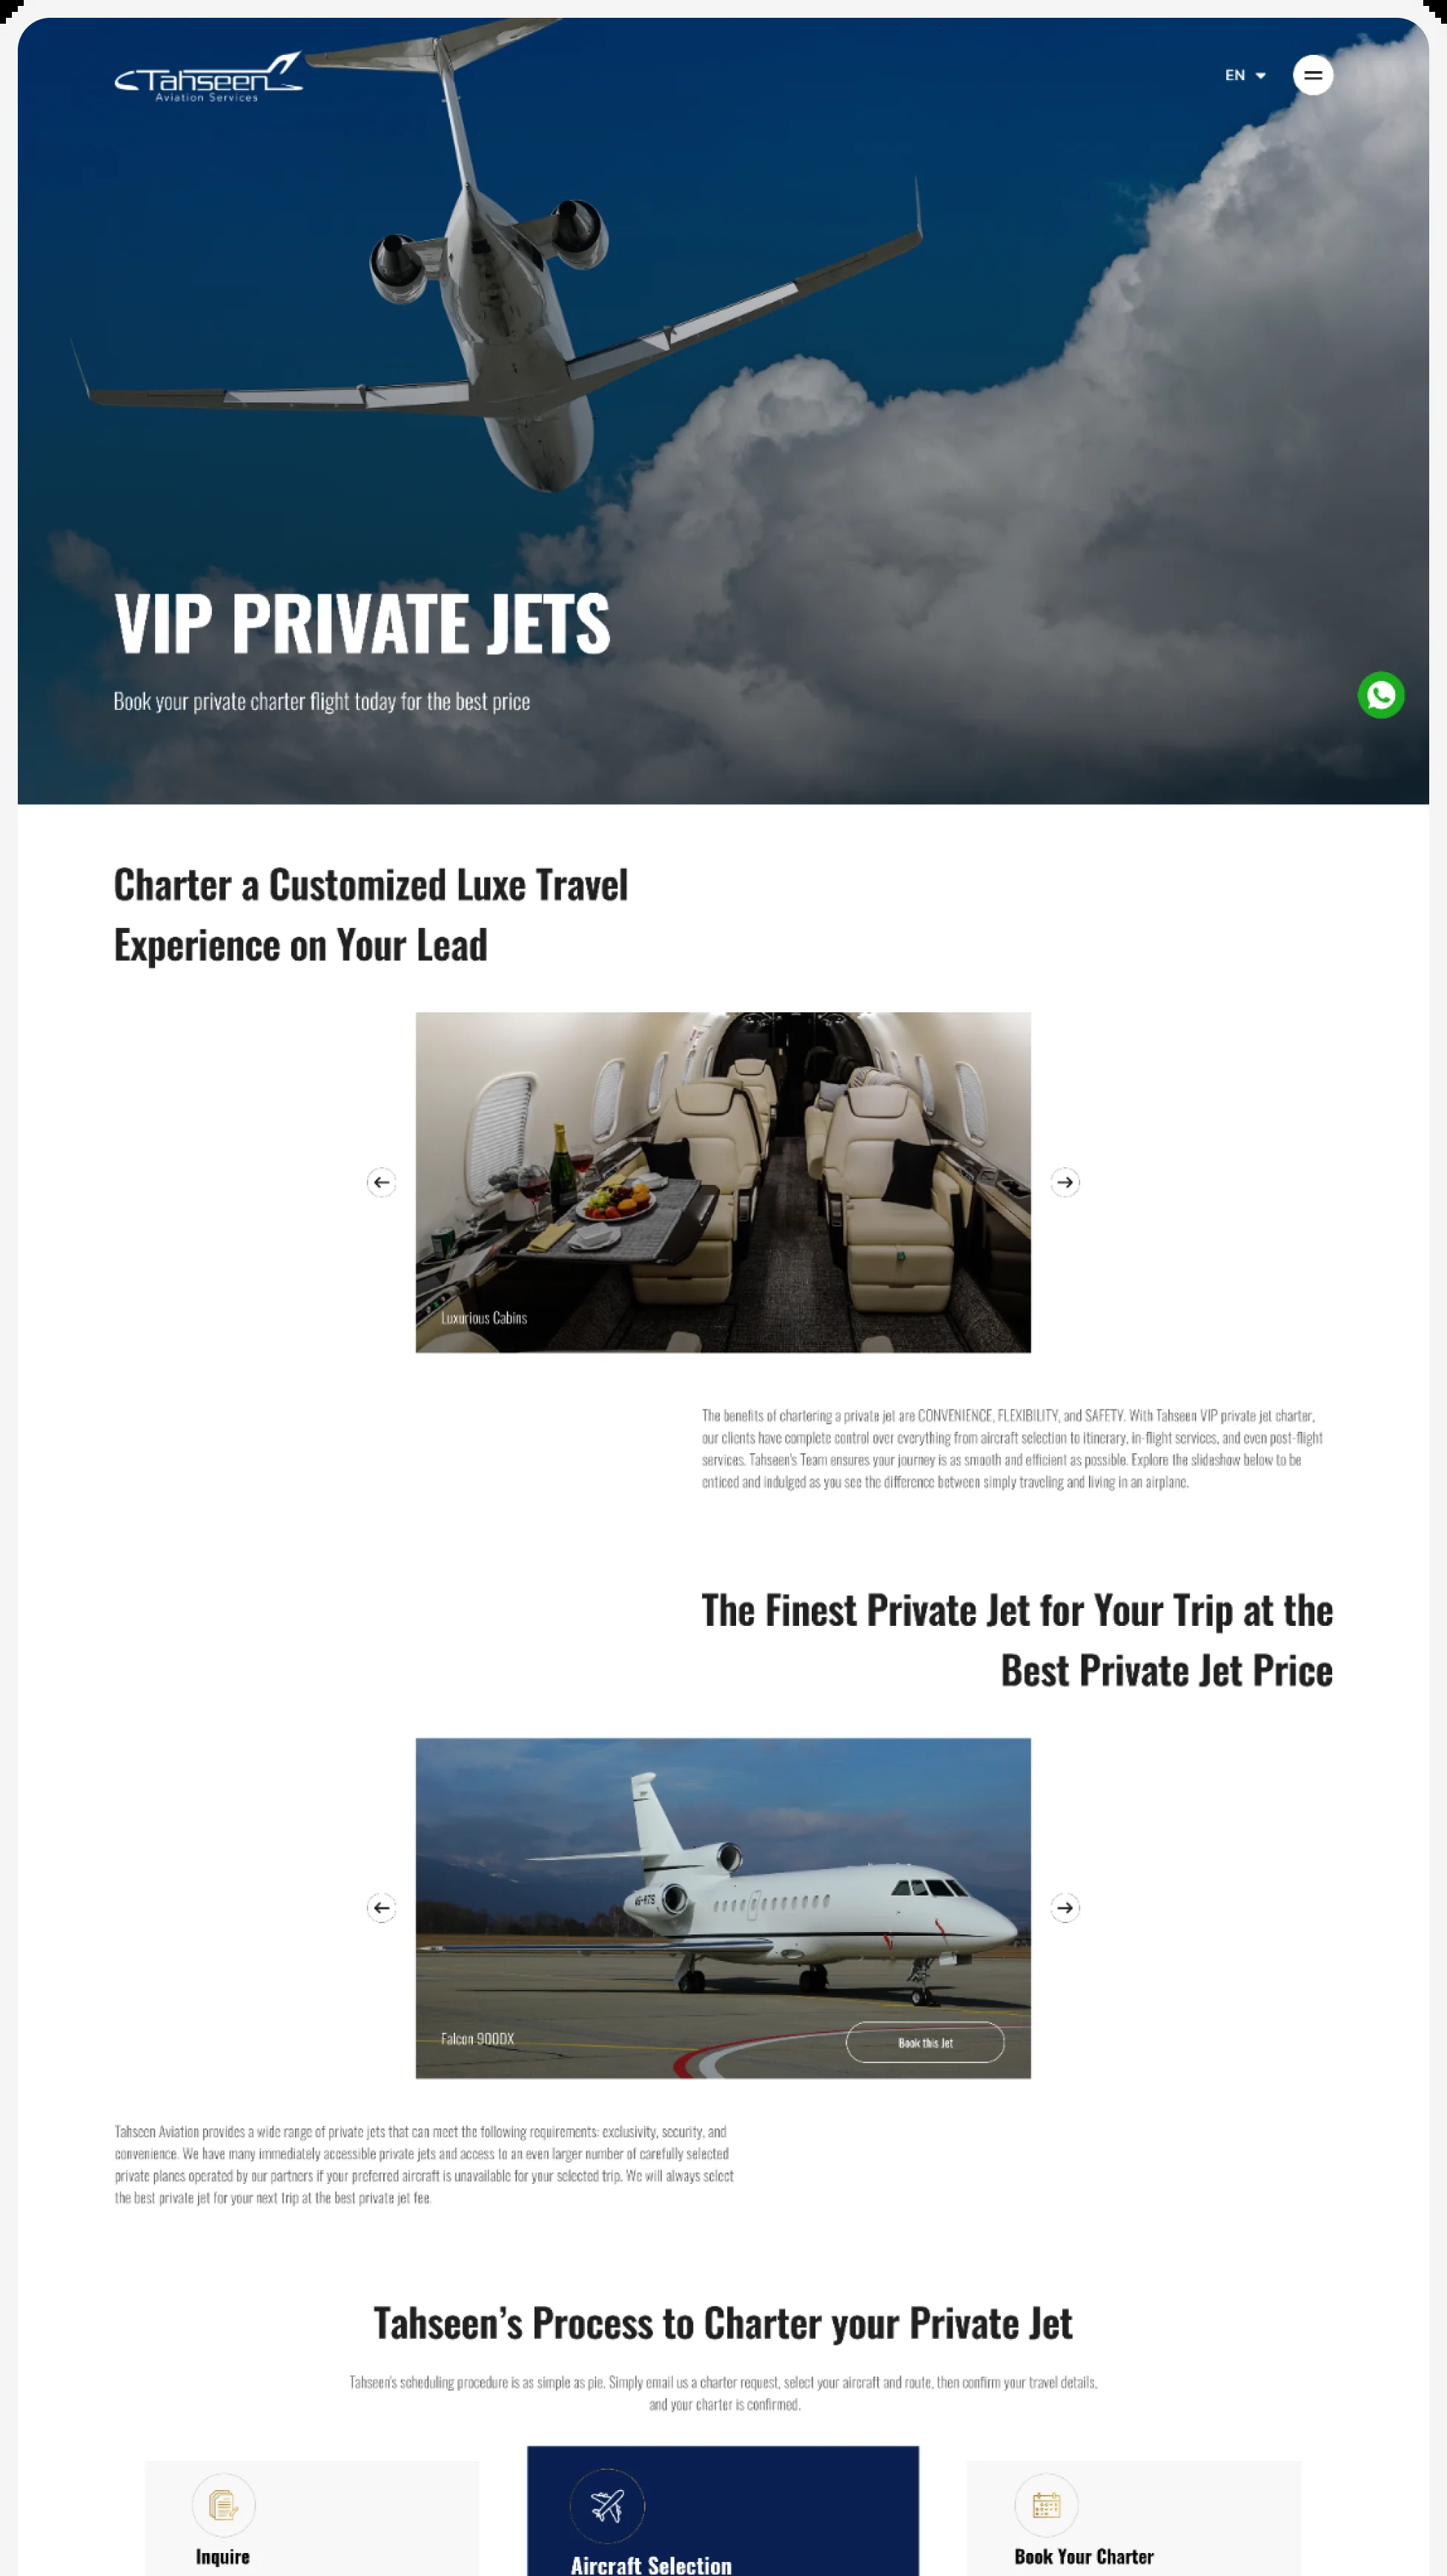 Tahseen
Aviation Services
EN
VIP PRIVATE JETS
Book your private charter flight today for the best price
Charter a Customized Luxe Travel
Experience on Your Lead
Luxurious Cabins
The benefits of chartering a private jet are CONVENIENCE, FLEXIBILITY, and SAFETY. With Tahseen VIP private jet charter,
our clients have complete control over everything from aircraft selection to itinerary, in-flight services, and even post-flight
services. Tahseen's Team ensures your journey is as smooth and efficient as possible. Explore the slideshow below to be
enticed and indulged as you see the difference between simply traveling and living in an airplane.
The Finest Private Jet for Your Trip at the
Best Private Jet Price
Falcon 900DX
Book this Jet
Tahseen Aviation provides a wide range of private jets that can meet the following requirements: exclusivity, security, and
convenience. We have many immediately accessible private jets and access to an even larger number of carefully selected
private planes operated by our partners if your preferred aircraft is unavailable for your selected trip. We will always select
the best private jet for your next trip at the best private jet fee.
Tahseen’s Process to Charter your Private Jet
Tahseen's scheduling procedure is as simple as pie. Simply email us a charter request, select your aircraft and route, then confirm your travel details,
and your charter is confirmed.
Inquire
Aircraft Selection
Book Your Charter